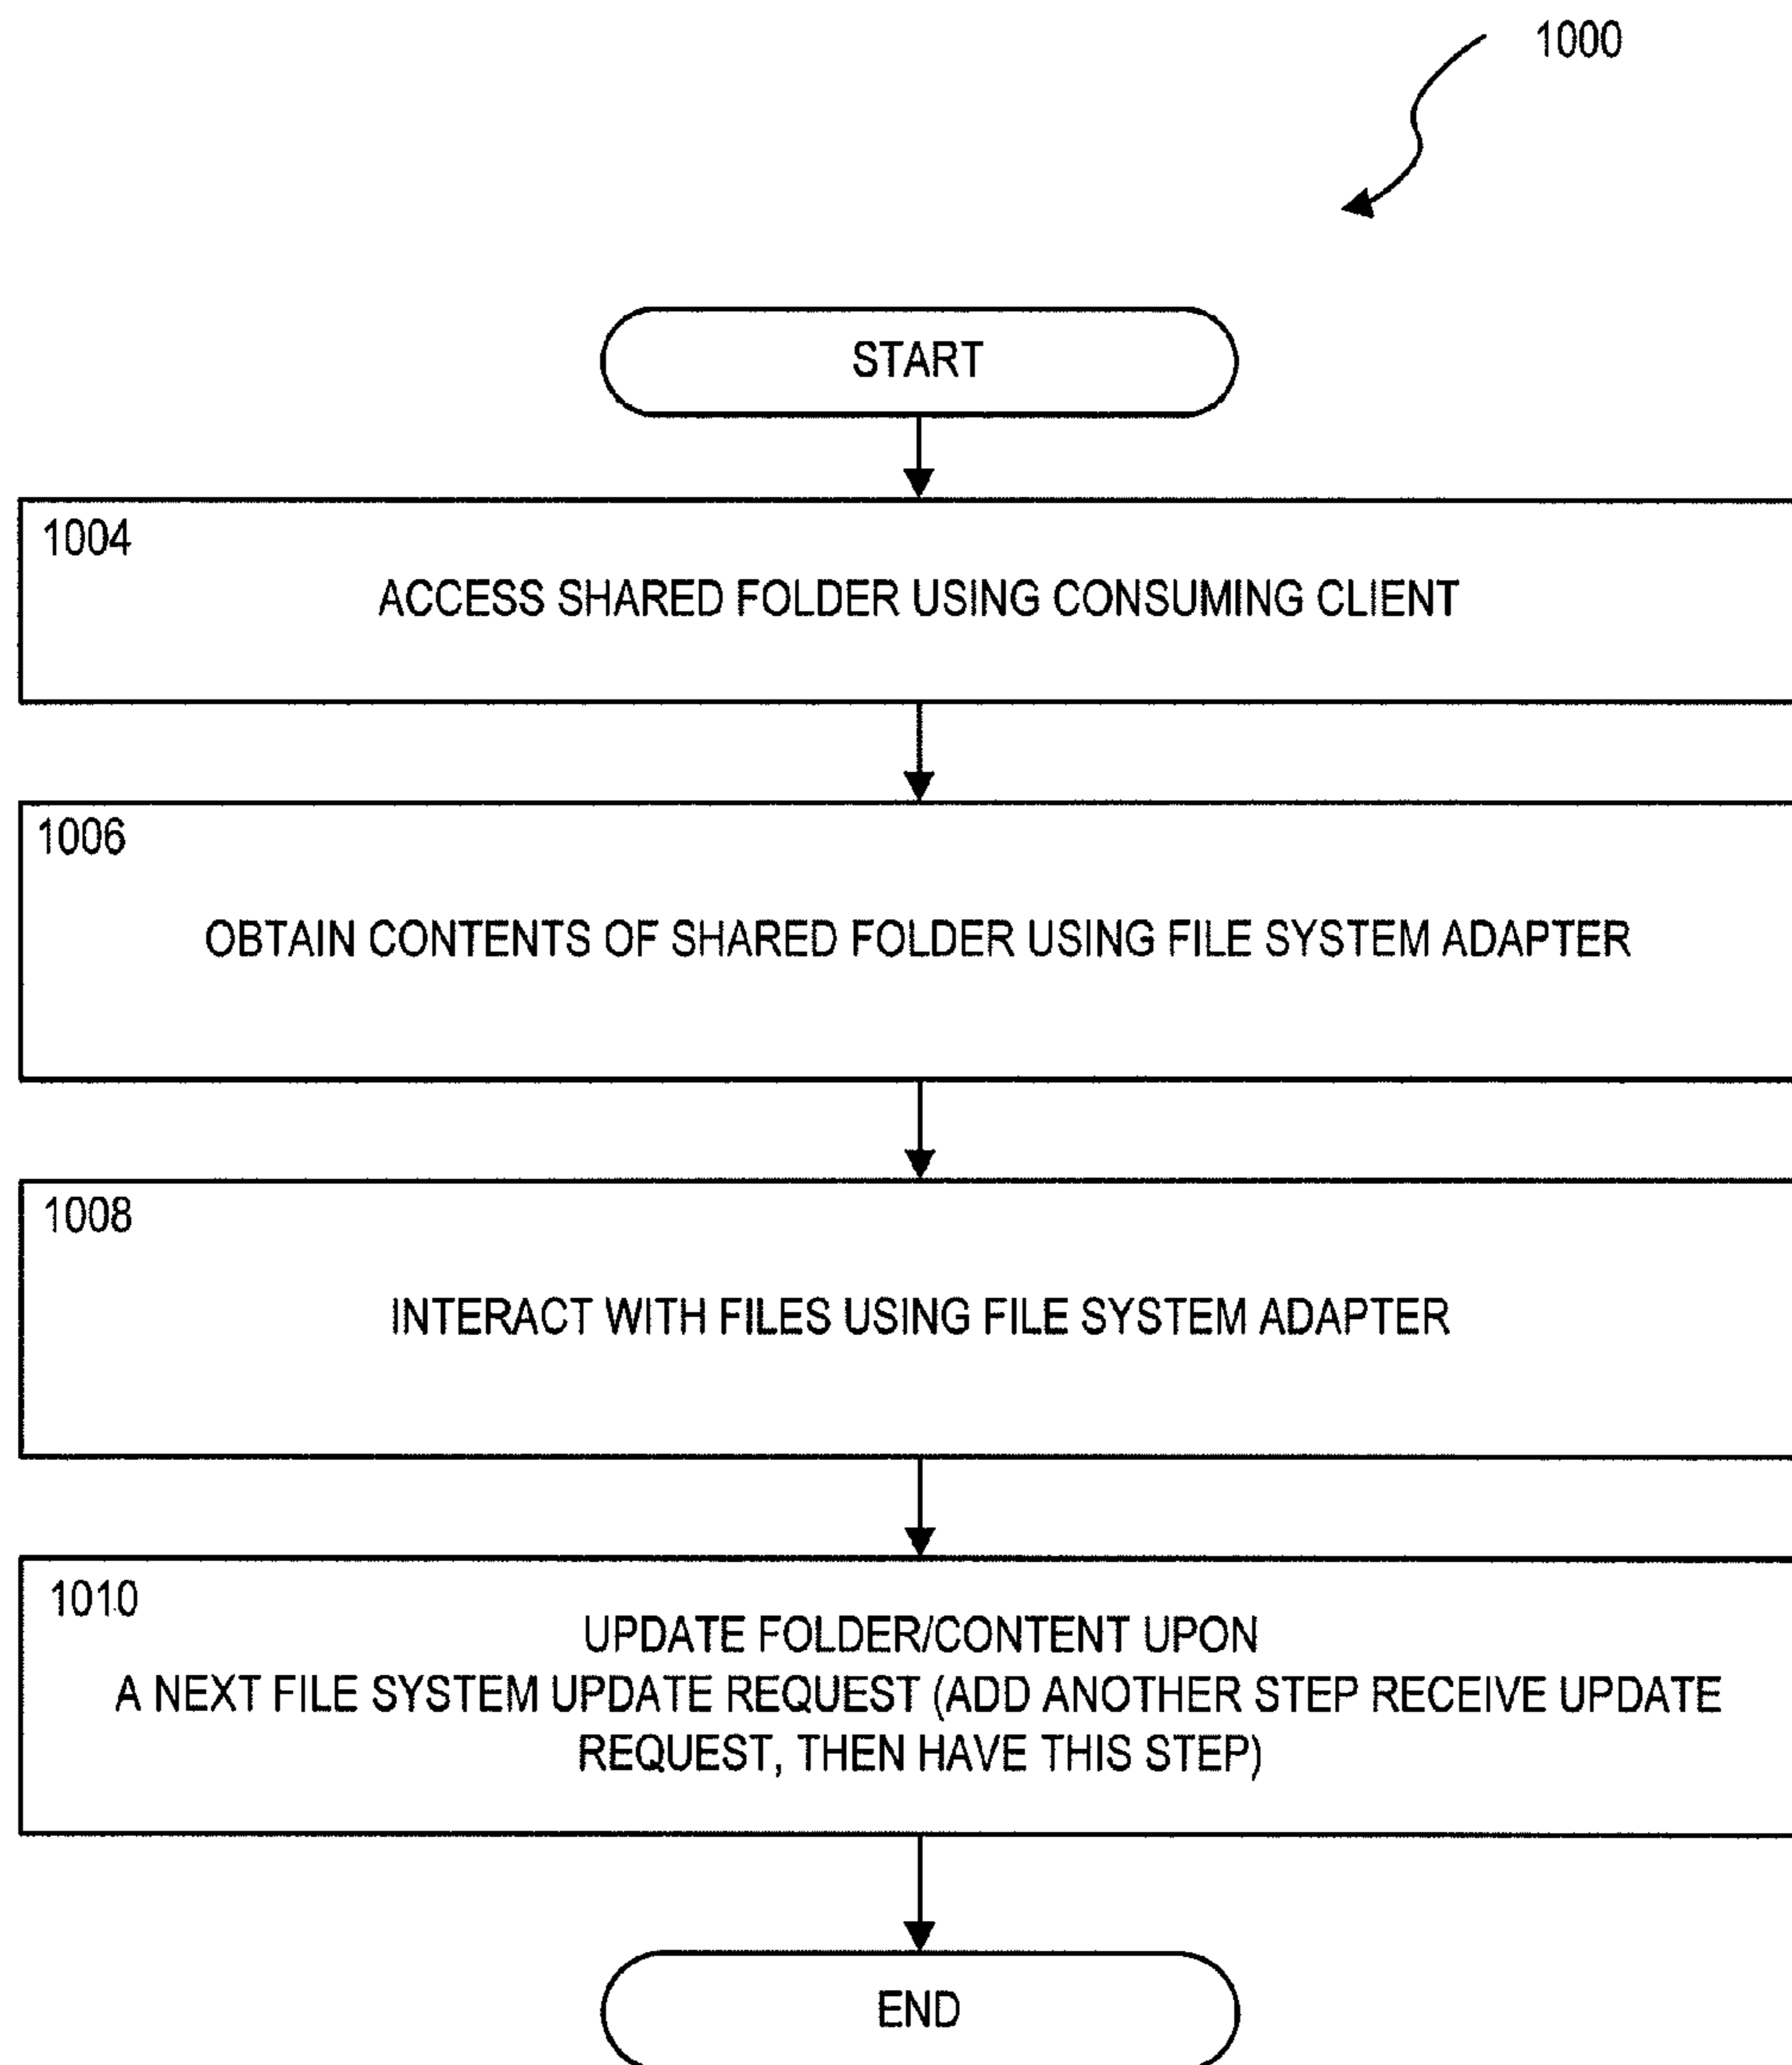 1000
START
1004
ACCESS SHARED FOLDER USING CONSUMING CLIENT
1006
OBTAIN CONTENTS OF SHARED FOLDER USING FILE SYSTEM ADAPTER
1008
INTERACT WITH FILES USING FILE SYSTEM ADAPTER
1010
UPDATE FOLDER/CONTENT UPON
A NEXT FILE SYSTEM UPDATE REQUEST (ADD ANOTHER STEP RECEIVE UPDATE
REQUEST, THEN HAVE THIS STEP)
END